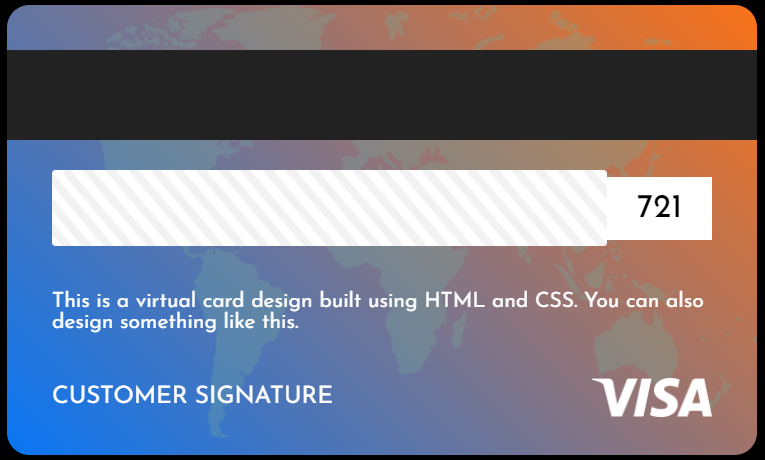 721
This is a virtual card design built using HTML and CSS. You can also
design something like this.
CUSTOMER SIGNATURE
VISA